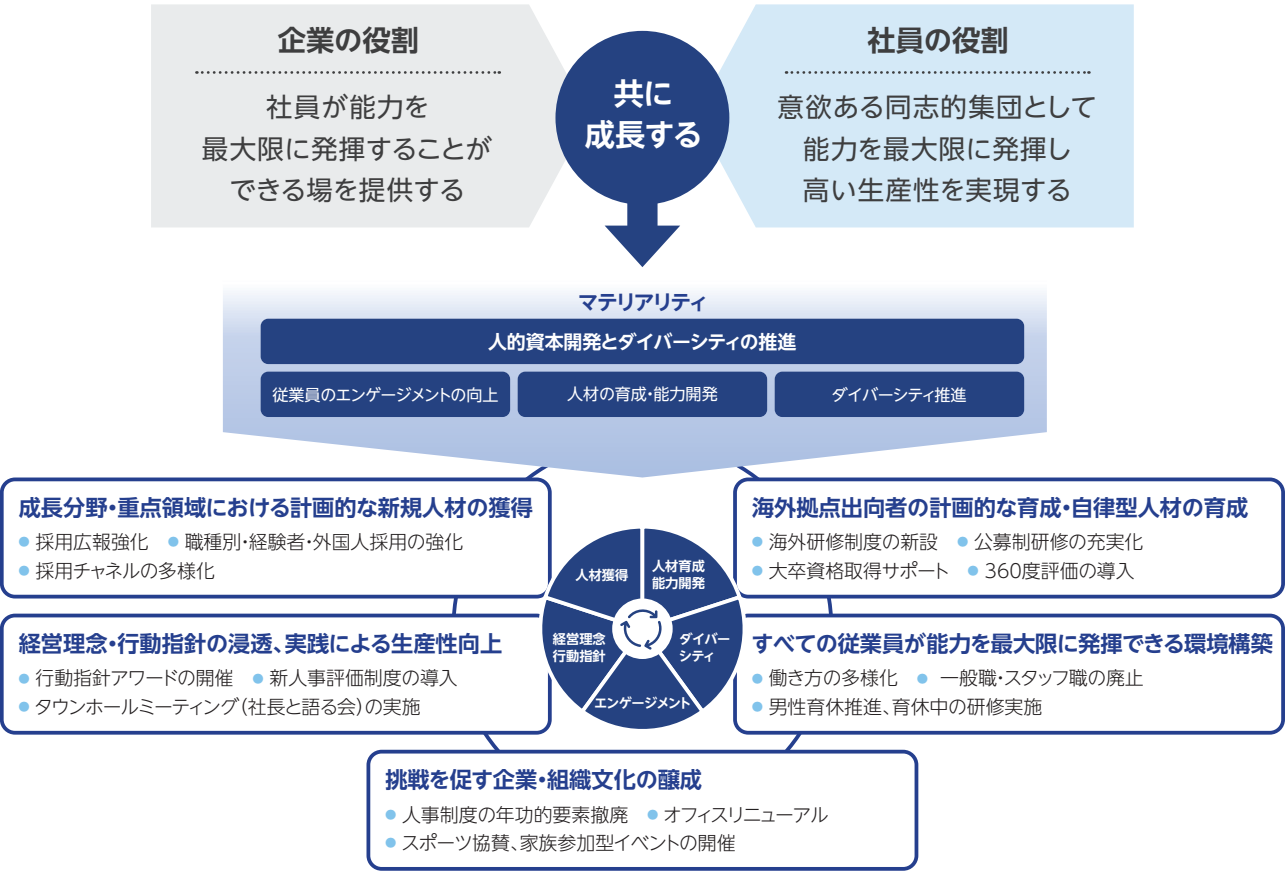 企業の役割
社員が能力を
最大限に発揮することが
できる場を提供する
共に
成長する
社員の役割
意欲ある同志的集団として
能力を最大限に発揮し
高い生産性を実現する
マテリアリティ
人的資本開発とダイバーシティの推進
従業員のエンゲージメントの向上
人材の育成・能力開発
ダイバーシティ推進
成長分野・重点領域における計画的な新規人材の獲得
● 採用広報強化 ● 職種別・経験者・外国人採用の強化
● 採用チャネルの多様化
海外拠点出向者の計画的な育成・自律型人材の育成
● 海外研修制度の新設 ● 公募制研修の充実化
● 大卒資格取得サポート ● 360度評価の導入
人材獲得
人材育成
能力開発
経営理念
行動指針
ダイバー
シティ
エンゲージメント
経営理念・行動指針の浸透、実践による生産性向上
● 行動指針アワードの開催 ● 新人事評価制度の導入
● タウンホールミーティング(社長と語る会)の実施
すべての従業員が能力を最大限に発揮できる環境構築
● 働き方の多様化 ● 一般職・スタッフ職の廃止
● 男性育休推進、育休中の研修実施
挑戦を促す企業・組織文化の醸成
● 人事制度の年功的要素撤廃 ● オフィスリニューアル
● スポーツ協賛、家族参加型イベントの開催